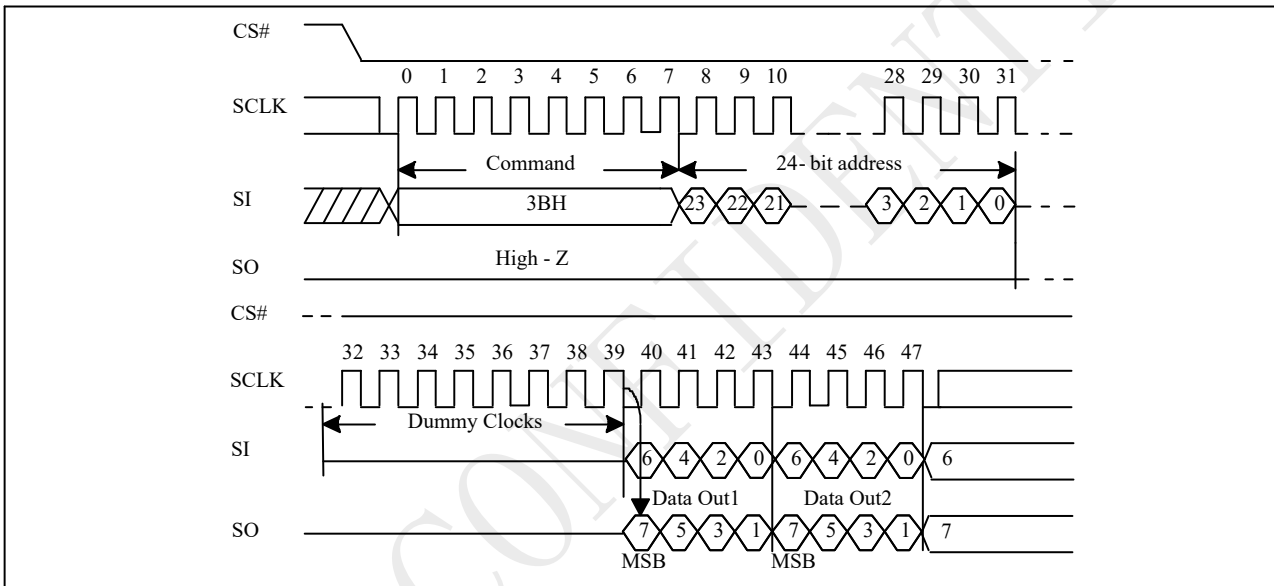 CS#
0 1 2 3 4 5 6 7 8 9 10 28 29 30 31
SCLK
Command 24- bit address
SI 3BH 23 22 21 3 2 1 0
High - Z
SO
CS#
32 33 34 35 36 37 38 39 40 41 42 43 44 45 46 47
SCLK
Dummy Clocks
SI 6 4 2 0 6 4 2 0 6
Data Out1 Data Out2
SO 7 5 3 1 7 5 3 1 7
MSB MSB
CONFIDENT